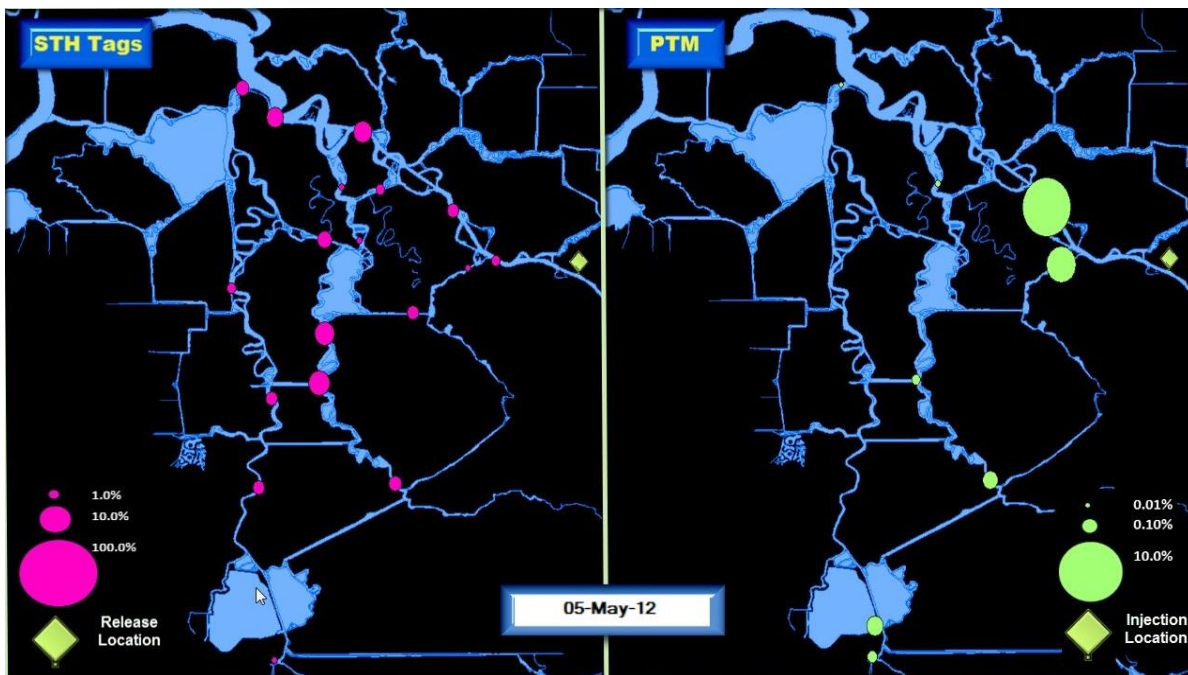 STH Tags
PTM
1.0%
10.0%
100.0%
Release
Location
0.01%
0.10%
10.0%
Injection
Location
05-May-12